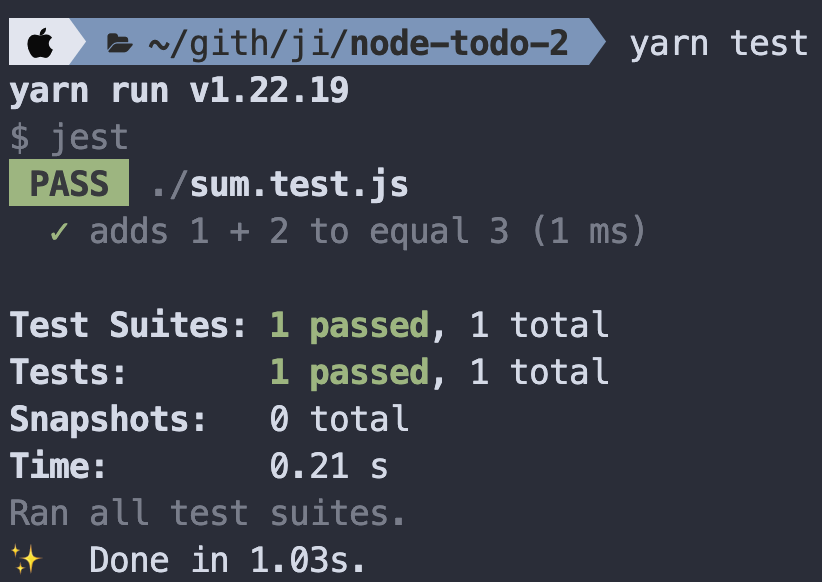 ~/gith/ji/node-todo-2 yarn test
yarn run v1.22.19
$ jest
PASS ./sum.test.js
✓ adds 1 + 2 to equal 3 (1 ms)
Test Suites: 1 passed, 1 total
Tests: 1 passed, 1 total
Snapshots: 0 total
Time: 0.21 s
Ran all test suites.
✨ Done in 1.03s.